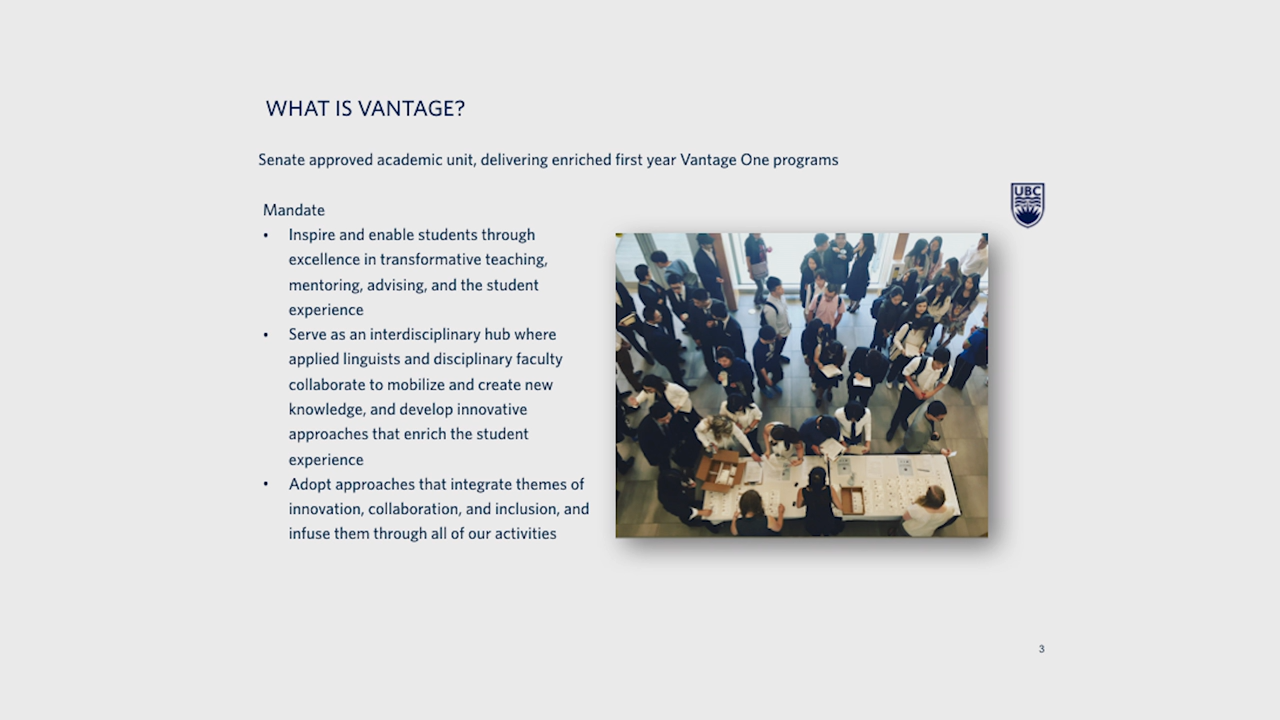 WHAT IS VANTAGE?
Senate approved academic unit, delivering enriched first year Vantage One programs
UBC
Mandate
• Inspire and enable students through
excellence in transformative teaching,
mentoring, advising, and the student
experience
• Serve as an interdisciplinary hub where
applied linguists and disciplinary faculty
collaborate to mobilize and create new
knowledge, and develop innovative
approaches that enrich the student
experience
• Adopt approaches that integrate themes of
innovation, collaboration, and inclusion, and
infuse them through all of our activities
3